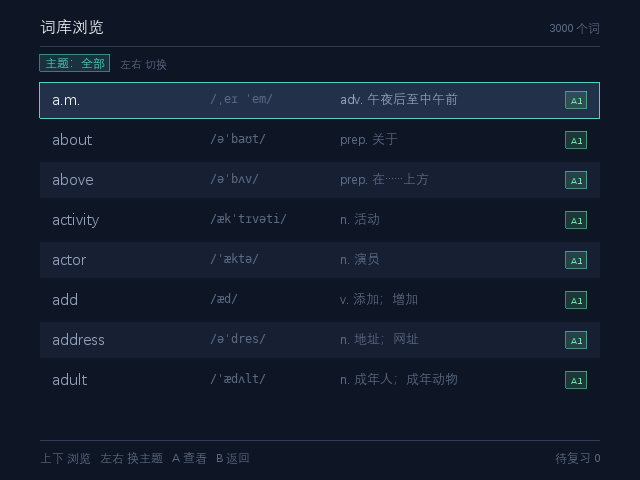 词库浏览 3000 个词
主题：全部 左右 切换
a.m. /ˌeɪ ˈem/ adv. 午夜后至中午前 A1
about /əˈbaʊt/ prep. 关于 A1
above /əˈbʌv/ prep. 在……上方 A1
activity /ækˈtɪvəti/ n. 活动 A1
actor /ˈæktə/ n. 演员 A1
add /æd/ v. 添加；增加 A1
address /əˈdres/ n. 地址；网址 A1
adult /ˈædʌlt/ n. 成年人；成年动物 A1
上下 浏览 左右 换主题 A 查看 B 返回 待复习 0